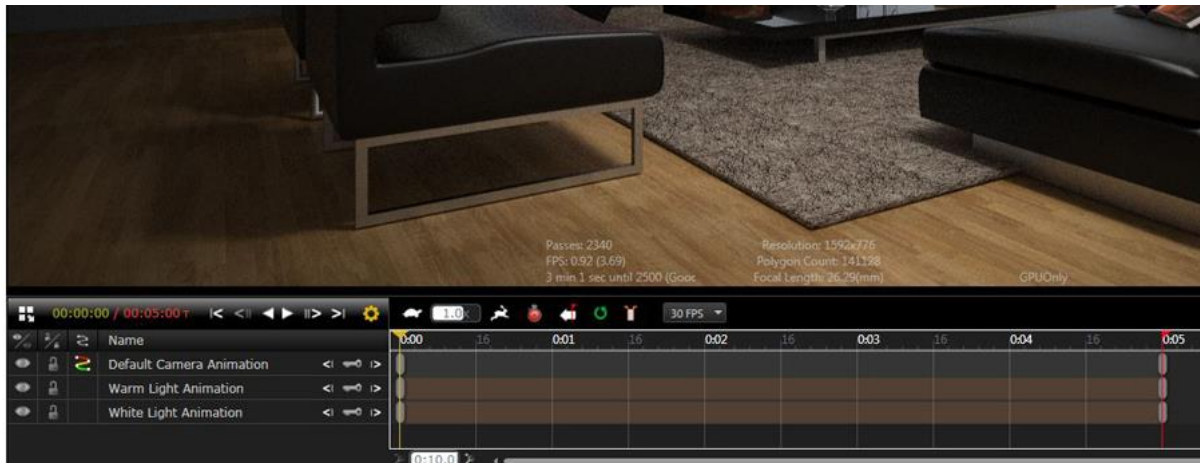 Passes: 2340
FPS: 0.92 (3.69)
3 min 1 sec until 2500 (Gooc
Resolution: 1592x776
Polygon Count: 141128
Focal Length: 26.29(mm)
GPUOnly
00:00:00 / 00:05:00 T
1.0x
30 FPS
Name
0:00 16 0:01 16 0:02 16 0:03 16 0:04 16 0:05
Default Camera Animation
Warm Light Animation
White Light Animation
0:10.0